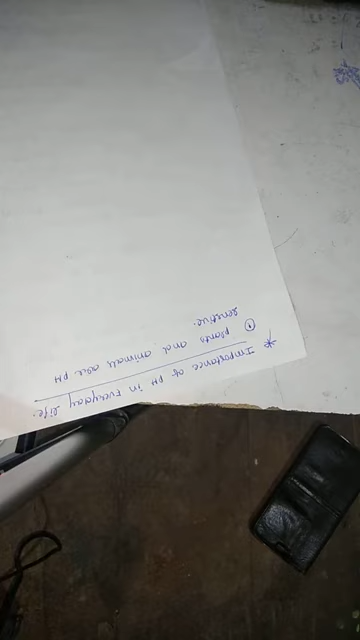 * Importance of PH in Everyday life.
① plants and animals are PH
sensitive.